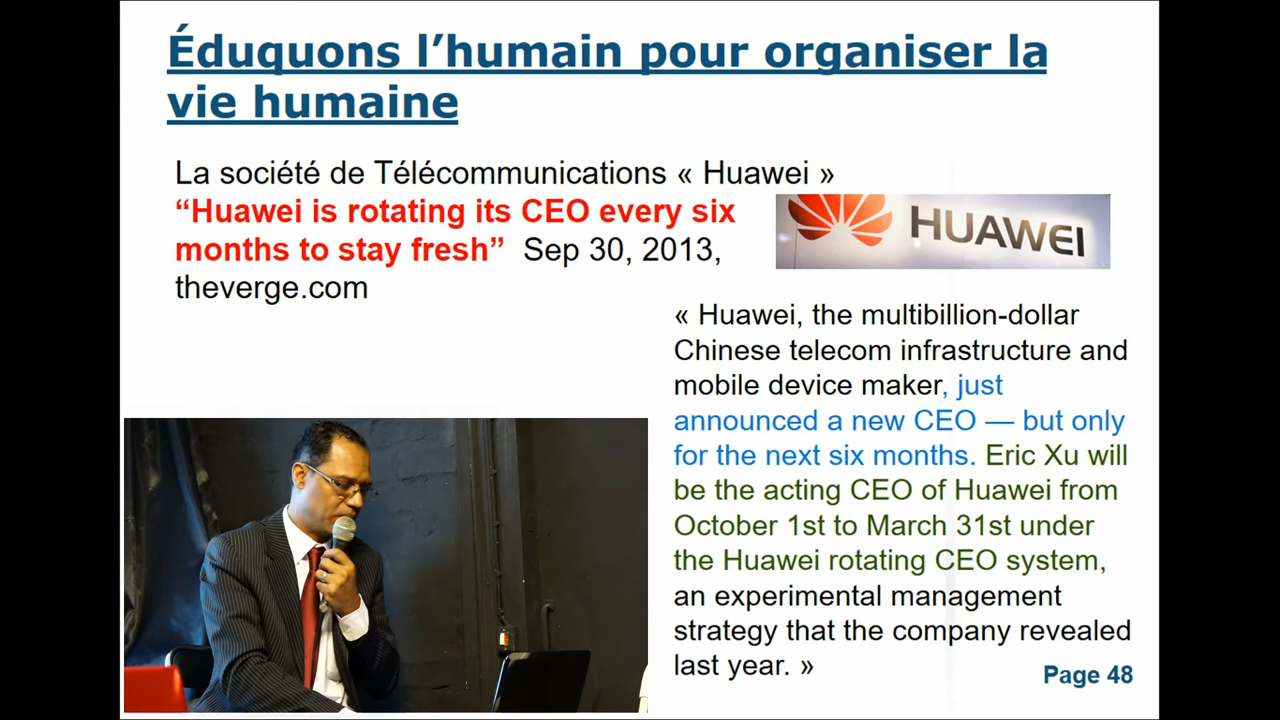 Éduquons l’humain pour organiser la
vie humaine
La société de Télécommunications « Huawei »
“Huawei is rotating its CEO every six
months to stay fresh” Sep 30, 2013,
theverge.com
HUAWEI
« Huawei, the multibillion-dollar
Chinese telecom infrastructure and
mobile device maker, just
announced a new CEO — but only
for the next six months. Eric Xu will
be the acting CEO of Huawei from
October 1st to March 31st under
the Huawei rotating CEO system,
an experimental management
strategy that the company revealed
last year. »
Page 48